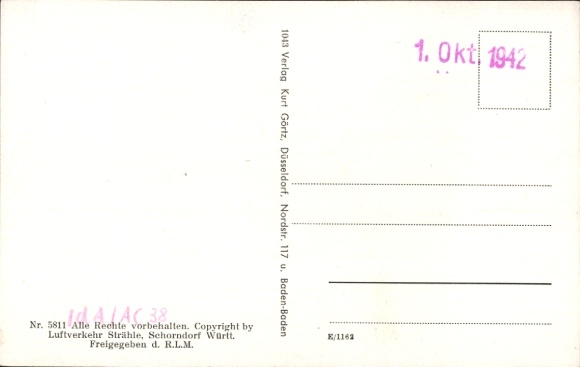 1. Okt. 1942
1043 Verlag Kurt Görtz, Düsseldorf, Nordstr. 117 u. Baden-Baden
Nr. 5811 Alle Rechte vorbehalten. Copyright by
Luftverkehr Strähle, Schorndorf Württ.
Freigegeben d. R.L.M.
E/1162